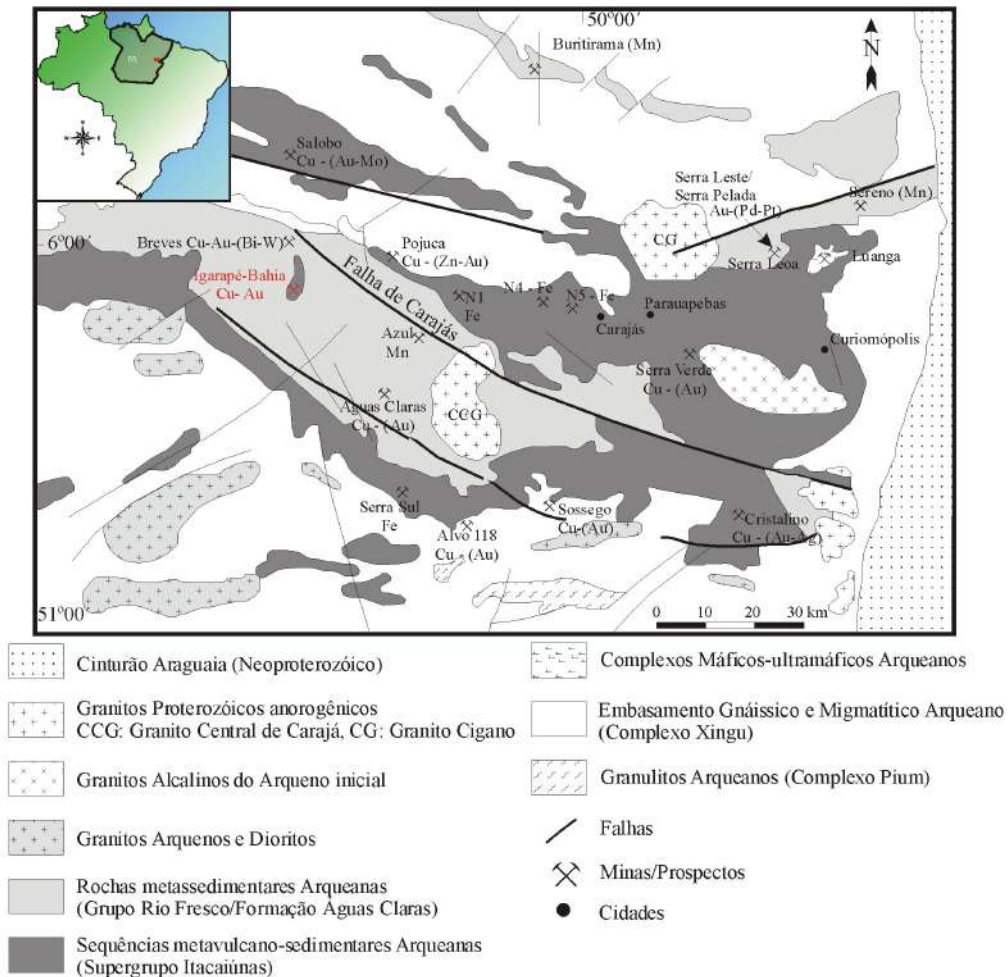 50°00´
Buritirama (Mn)
N
Salobo
Cu - (Au-Mo)
Serra Leste/
Serra Pelada
Au-(Pd-Pt)
Sereno (Mn)
CG
6°00´
Breves Cu-Au-(Bi-W)
Pojuca
Cu - (Zn-Au)
Serra Leoa
Luanga
Igarapé-Bahia
Cu- Au
Falha de Carajás
N1
Fe
N4 - Fe
N5 - Fe
Parauapebas
Carajás
Azul
Mn
Curiomópolis
Serra Verde
Cu - (Au)
Águas Claras
Cu - (Au)
CCG
Serra Sul
Fe
Sossego
Cu-(Au)
Alvo 118
Cu - (Au)
Cristalino
Cu - (Au-Ag)
51°00´
0 10 20 30 km
Cinturão Araguaia (Neoproterozóico)
Granitos Proterozóicos anorogênicos
CCG: Granito Central de Carajá, CG: Granito Cigano
Granitos Alcalinos do Arqueno inicial
Granitos Arquenos e Dioritos
Rochas metassedimentares Arqueanas
(Grupo Rio Fresco/Formação Águas Claras)
Sequências metavulcano-sedimentares Arqueanas
(Supergrupo Itacaiúnas)
Complexos Máficos-ultramáficos Arqueanos
Embasamento Gnáissico e Migmatítico Arqueano
(Complexo Xingu)
Granulitos Arqueanos (Complexo Pium)
Falhas
Minas/Prospectos
Cidades